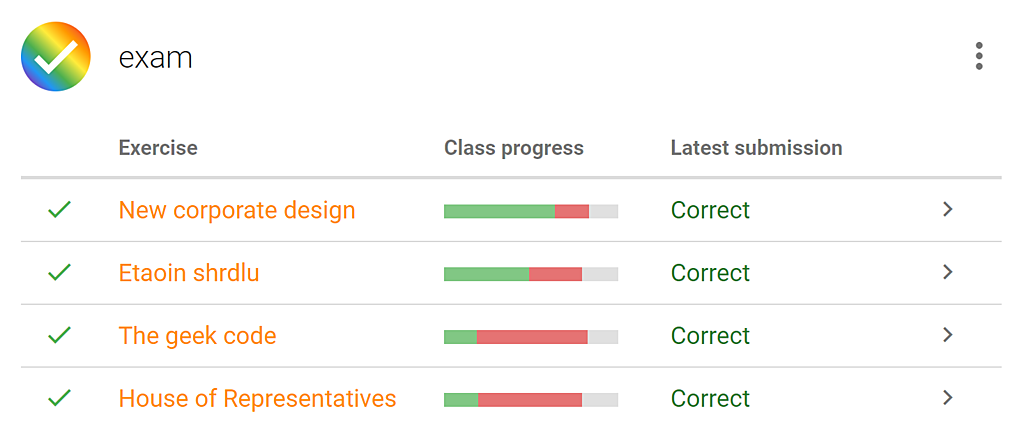 exam
Exercise Class progress Latest submission
New corporate design Correct
Etaoin shrdlu Correct
The geek code Correct
House of Representatives Correct